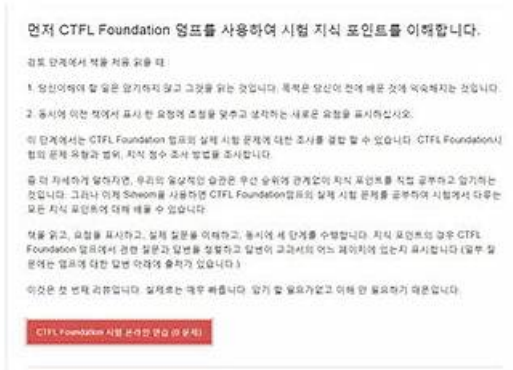 먼저 CTFL Foundation 덤프를 사용하여 시험 지식 포인트를 이해합니다.
검토 단계에서 책을 처음 읽을 때:
1. 당신이해야 할 일은 암기하지 않고 그것을 읽는 것입니다. 목적은 당신이 전에 배운 것에 익숙해지는 것입니다.
2. 동시에 이전 책에서 표시 한 요점에 초점을 맞추고 생각하는 새로운 요점을 표시하십시오.
이 단계에서는 CTFL Foundation 덤프의 실제 시험 문제에 대한 조사를 결합 할 수 있습니다. CTFL Foundation시
험의 문제 유형과 범위, 지식 점수 조사 방법을 조사합니다.
좀 더 자세하게 말하자면, 우리의 일상적인 습관은 우선 순위에 관계없이 지식 포인트를 직접 공부하고 암기하는
것입니다. 그러나 이제 을 사용하면 CTFL Foundation덤프의 실제 시험 문제를 공부하여 시험에서 다루는
모든 지식 포인트에 대해 배울 수 있습니다.
책을 읽고, 요점을 표시하고, 실제 질문을 이해하고, 동시에 세 단계를 수행합니다. 지식 포인트의 경우 CTFL
Foundation 덤프에서 관련 질문과 답변을 정렬하고 답변이 교과서의 어느 페이지에 있는지 표시합니다 (일부 질
문에는 덤프에 대한 답변 아래에 출처가 있습니다.)
이것은 첫 번째 리뷰입니다. 실제로는 매우 빠릅니다. 암기 할 필요가없고 이해 만 필요하기 때문입니다.
CTFL Foundation 시험 온라인 연습 (0 문제)